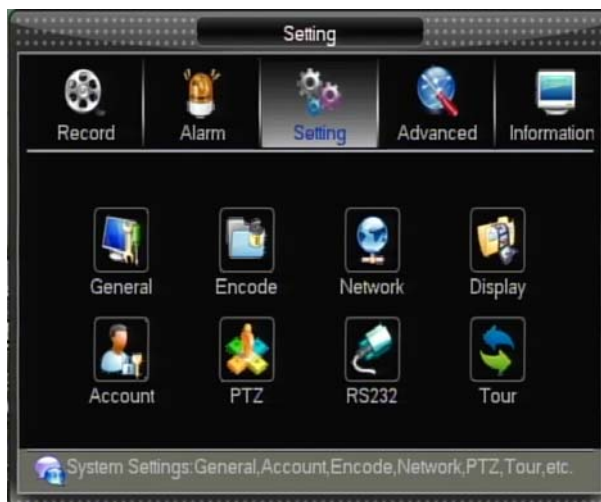 Setting
Record Alarm Setting Advanced Information
General Encode Network Display
Account PTZ RS232 Tour
System Settings:General,Account,Encode,Network,PTZ,Tour,etc.